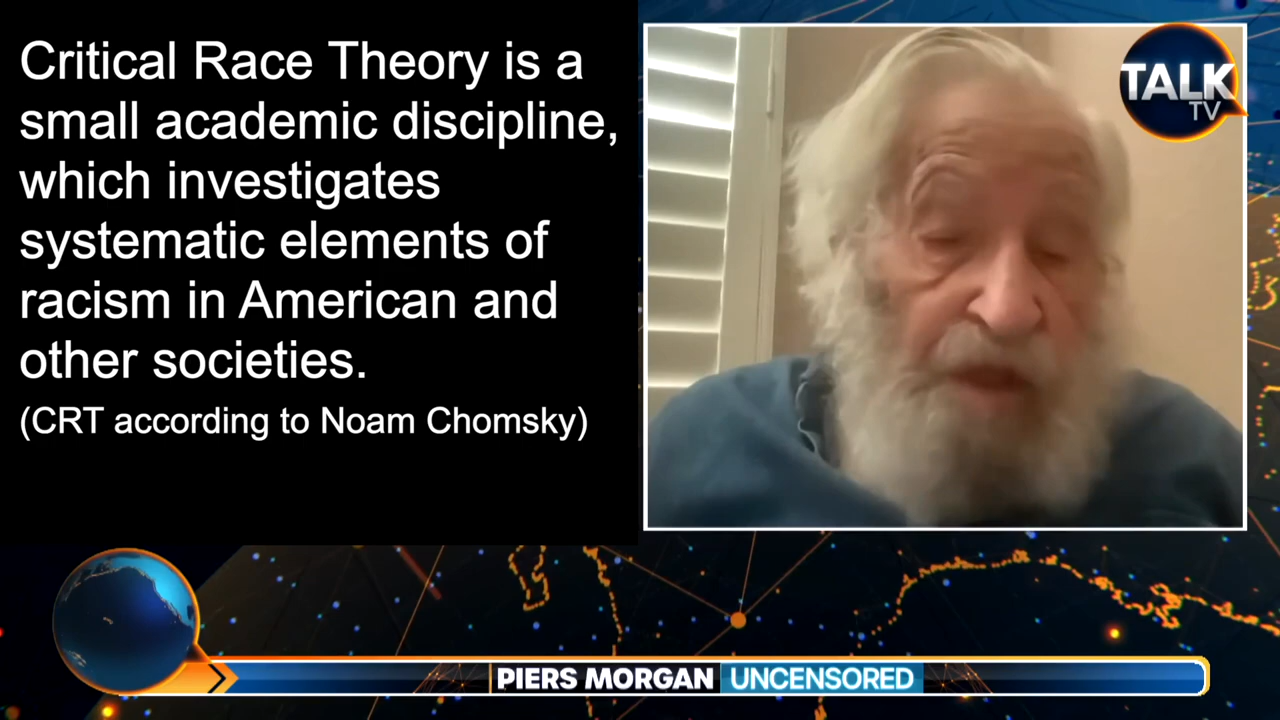 Critical Race Theory is a
small academic discipline,
which investigates
systematic elements of
racism in American and
other societies.
(CRT according to Noam Chomsky)
TALK
TV
PIERS MORGAN UNCENSORED